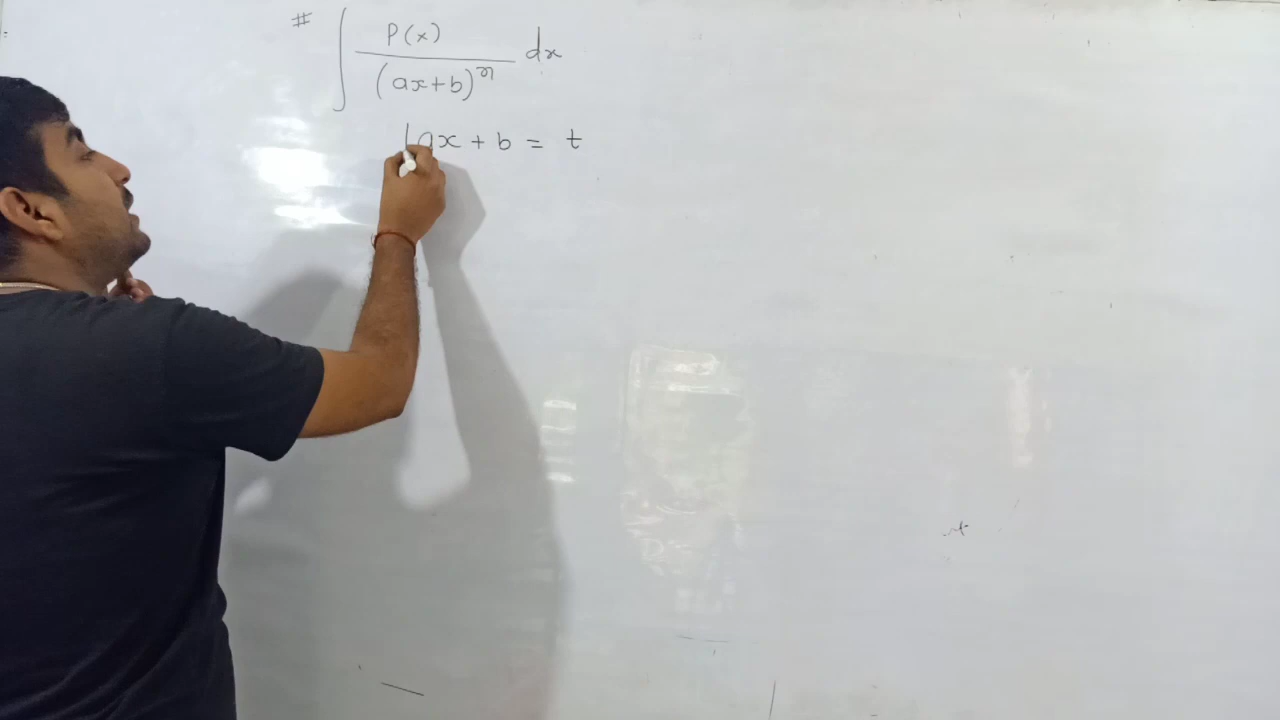 # ∫ P(x) / (ax+b)^n dx
ax + b = t